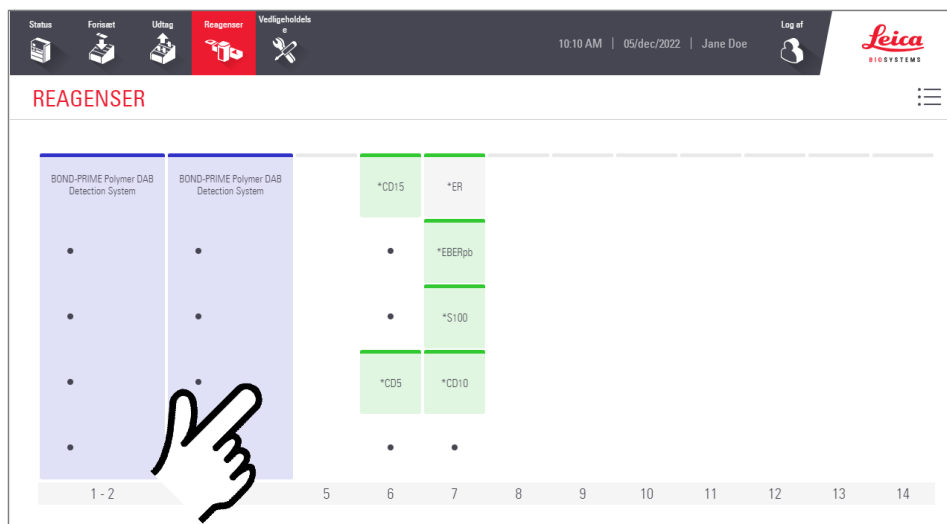 Status Forisæt Udtag Reagenser Vedligeholdels
e
10:10 AM | 05/dec/2022 | Jane Doe
Log af
Leica
BIOSYSTEMS
REAGENSER
BOND-PRIME Polymer DAB
Detection System
BOND-PRIME Polymer DAB
Detection System
*CD15 *ER
*EBERpb
*S100
*CD5 *CD10
1 - 2 5 6 7 8 9 10 11 12 13 14